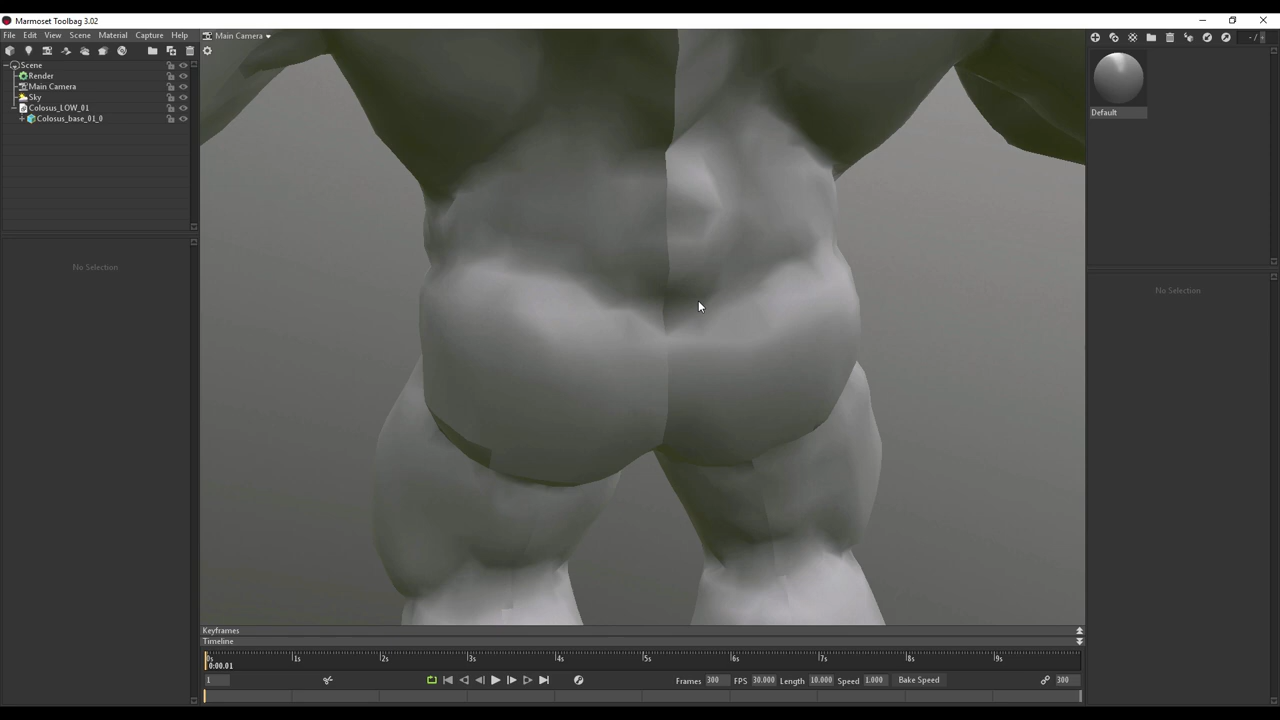 Marmoset Toolbag 3.02
File Edit View Scene Material Capture Help
Main Camera
Scene
Render
Main Camera
Sky
Colosus_LOW_01
Colosus_base_01_0
No Selection
Default
No Selection
Keyframes
Timeline
0s 1s 2s 3s 4s 5s 6s 7s 8s 9s
0:00.01
1 Frames 300 FPS 30.000 Length 10.000 Speed 1.000 Bake Speed 300